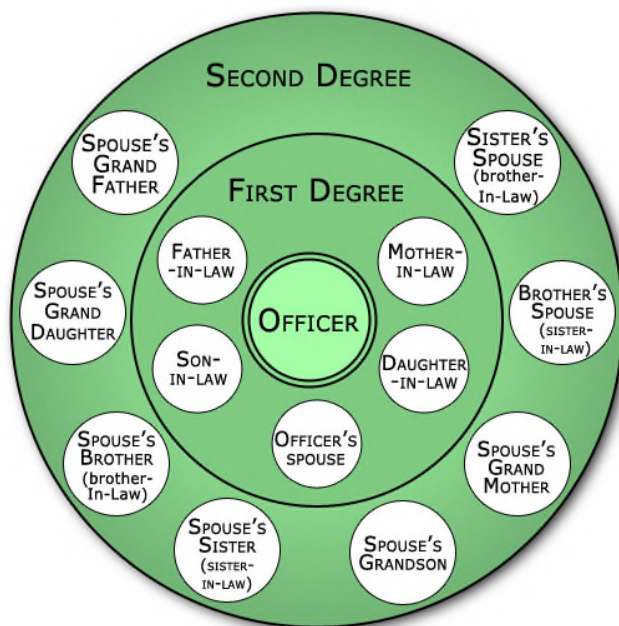 SECOND DEGREE
SPOUSE'S
GRAND
FATHER
SISTER'S
SPOUSE
(brother-
In-Law)
FIRST DEGREE
FATHER
-IN-LAW
MOTHER-
IN-LAW
OFFICER
SPOUSE'S
GRAND
DAUGHTER
BROTHER'S
SPOUSE
(SISTER-
IN-LAW)
SON-
IN-LAW
DAUGHTER
-IN-LAW
OFFICER'S
SPOUSE
SPOUSE'S
BROTHER
(brother-
In-Law)
SPOUSE'S
GRAND
MOTHER
SPOUSE'S
SISTER
(SISTER-
IN-LAW)
SPOUSE'S
GRANDSON